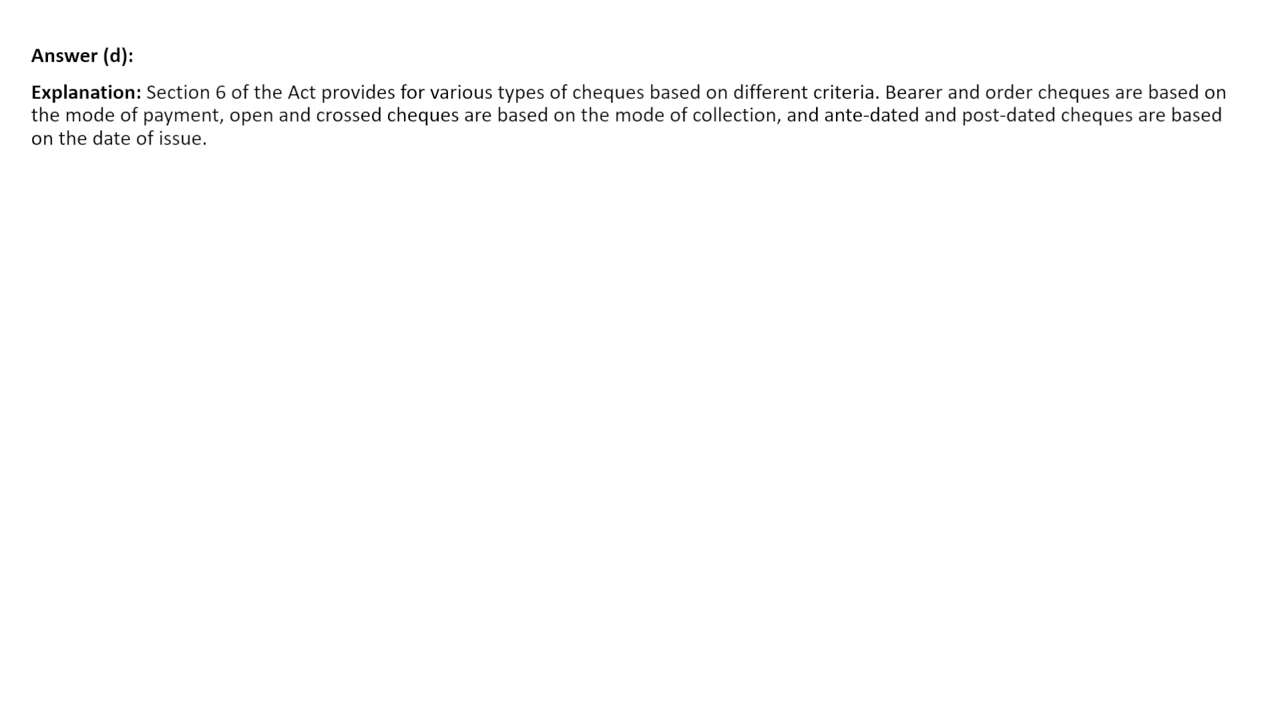 Answer (d):
Explanation: Section 6 of the Act provides for various types of cheques based on different criteria. Bearer and order cheques are based on
the mode of payment, open and crossed cheques are based on the mode of collection, and ante-dated and post-dated cheques are based
on the date of issue.